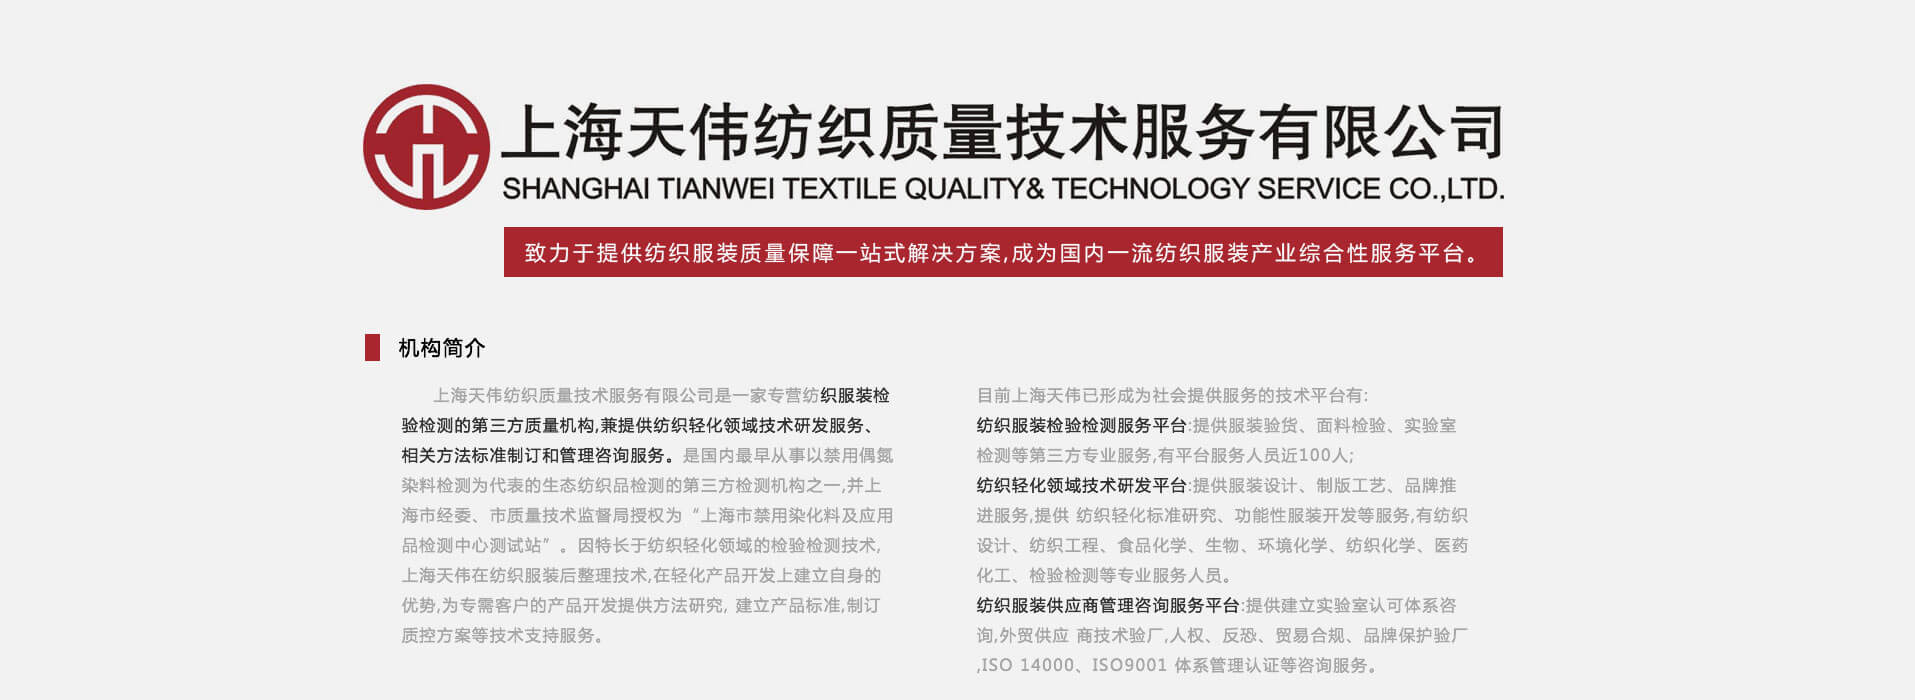 上海天伟纺织质量技术服务有限公司
SHANGHAI TIANWEI TEXTILE QUALITY& TECHNOLOGY SERVICE CO.,LTD.
致力于提供纺织服装质量保障一站式解决方案,成为国内一流纺织服装产业综合性服务平台。
机构简介
上海天伟纺织质量技术服务有限公司是一家专营纺织服装检
验检测的第三方质量机构,兼提供纺织轻化领域技术研发服务、
相关方法标准制订和管理咨询服务。是国内最早从事以禁用偶氮
染料检测为代表的生态纺织品检测的第三方检测机构之一,并上
海市经委、市质量技术监督局授权为“上海市禁用染化料及应用
品检测中心测试站”。因特长于纺织轻化领域的检验检测技术,
上海天伟在纺织服装后整理技术,在轻化产品开发上建立自身的
优势,为专需客户的产品开发提供方法研究, 建立产品标准,制订
质控方案等技术支持服务。
目前上海天伟已形成为社会提供服务的技术平台有:
纺织服装检验检测服务平台:提供服装验货、面料检验、实验室
检测等第三方专业服务,有平台服务人员近100人;
纺织轻化领域技术研发平台:提供服装设计、制版工艺、品牌推
进服务,提供 纺织轻化标准研究、功能性服装开发等服务,有纺织
设计、纺织工程、食品化学、生物、环境化学、纺织化学、医药
化工、检验检测等专业服务人员。
纺织服装供应商管理咨询服务平台:提供建立实验室认可体系咨
询,外贸供应 商技术验厂,人权、反恐、贸易合规、品牌保护验厂
,ISO 14000、ISO9001 体系管理认证等咨询服务。